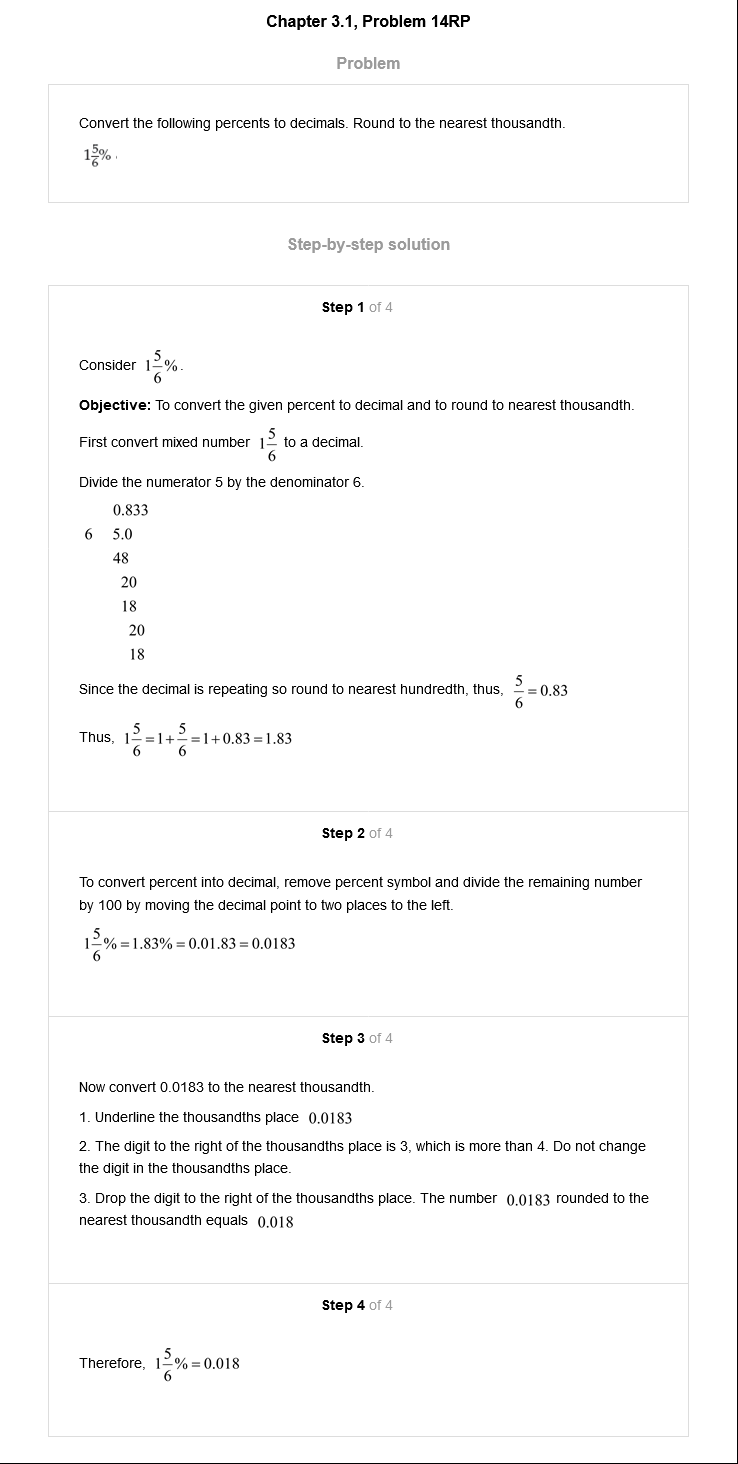 Chapter 3.1, Problem 14RP
Problem
Convert the following percents to decimals. Round to the nearest thousandth.
1 5/6 % .
Step-by-step solution
Step 1 of 4
Consider 1 5/6 % .
Objective: To convert the given percent to decimal and to round to nearest thousandth.
First convert mixed number 1 5/6 to a decimal.
Divide the numerator 5 by the denominator 6.
0.833
6 5.0
48
20
18
20
18
Since the decimal is repeating so round to nearest hundredth, thus, 5/6 = 0.83
Thus, 1 5/6 = 1 + 5/6 = 1 + 0.83 = 1.83
Step 2 of 4
To convert percent into decimal, remove percent symbol and divide the remaining number
by 100 by moving the decimal point to two places to the left.
1 5/6 % = 1.83% = 0.01.83 = 0.0183
Step 3 of 4
Now convert 0.0183 to the nearest thousandth.
1. Underline the thousandths place 0.0183
2. The digit to the right of the thousandths place is 3, which is more than 4. Do not change
the digit in the thousandths place.
3. Drop the digit to the right of the thousandths place. The number 0.0183 rounded to the
nearest thousandth equals 0.018
Step 4 of 4
Therefore, 1 5/6 % = 0.018